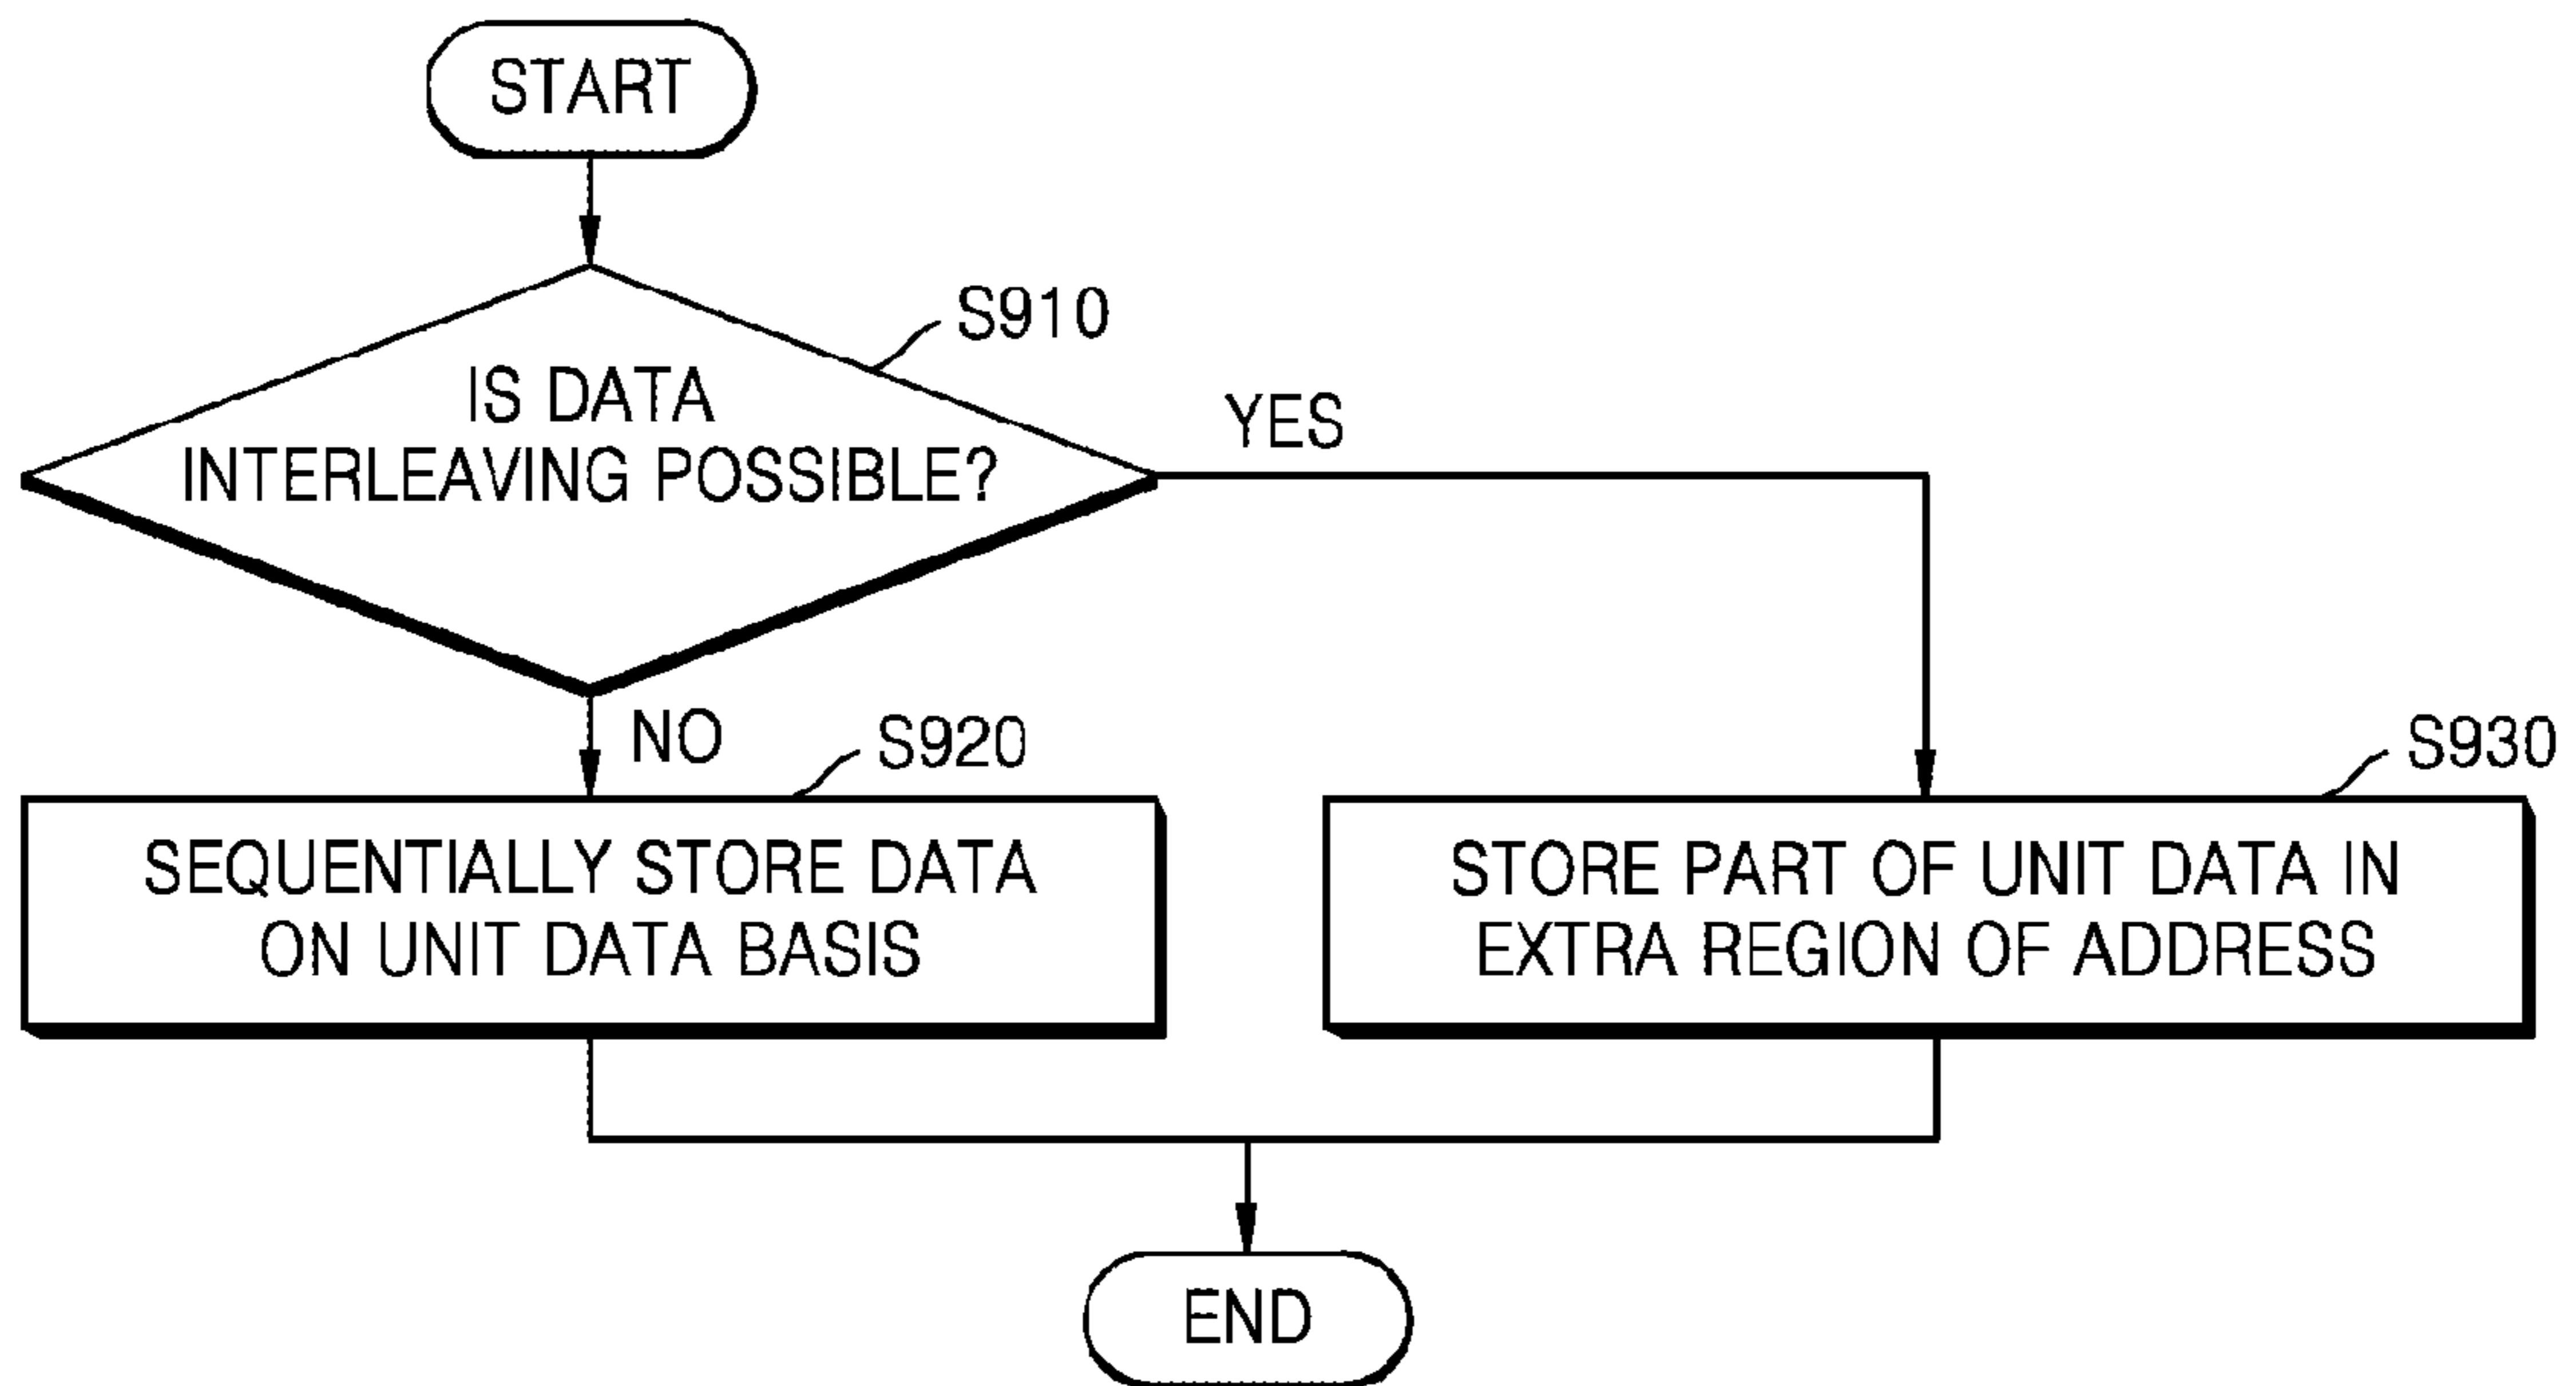 START
S910
IS DATA
INTERLEAVING POSSIBLE?
YES
NO
S920
S930
SEQUENTIALLY STORE DATA
ON UNIT DATA BASIS
STORE PART OF UNIT DATA IN
EXTRA REGION OF ADDRESS
END